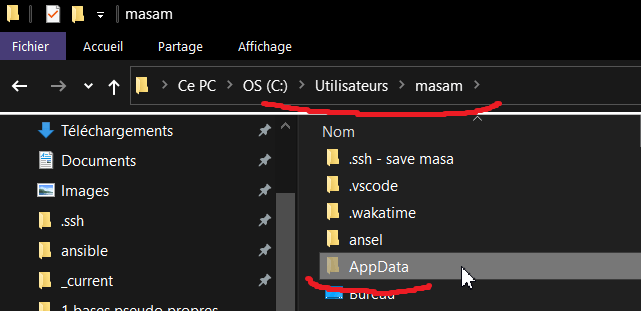 masam
Fichier Accueil Partage Affichage
Ce PC OS (C:) Utilisateurs masam
Téléchargements
Documents
Images
.ssh
ansible
_current
1 bases pseudo propres
Nom
.ssh - save masa
.vscode
.wakatime
ansel
AppData
Bureau